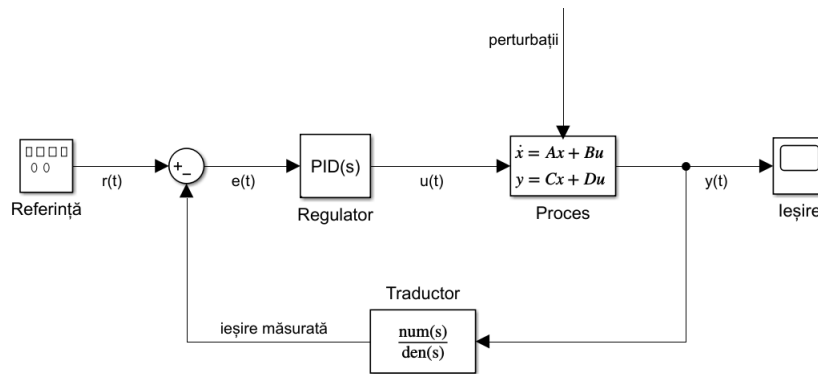 perturbații
PID(s)
ẋ = Ax + Bu
y = Cx + Du
r(t)
e(t)
u(t)
y(t)
Referință
Regulator
Proces
Ieșire
Traductor
ieșire măsurată
num(s)
den(s)